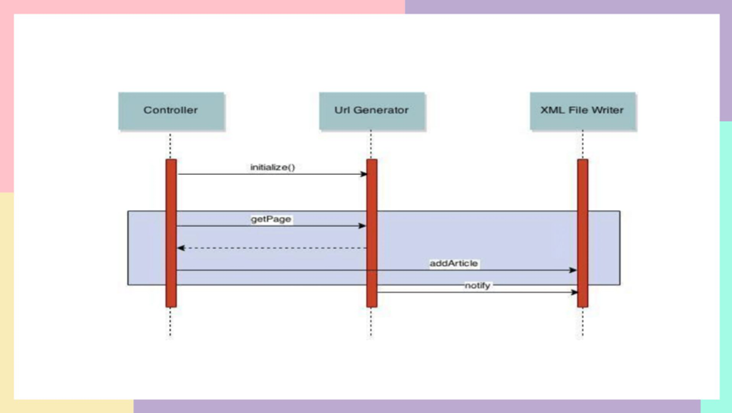 Controller
Url Generator
XML File Writer
initialize()
getPage
addArticle
notify